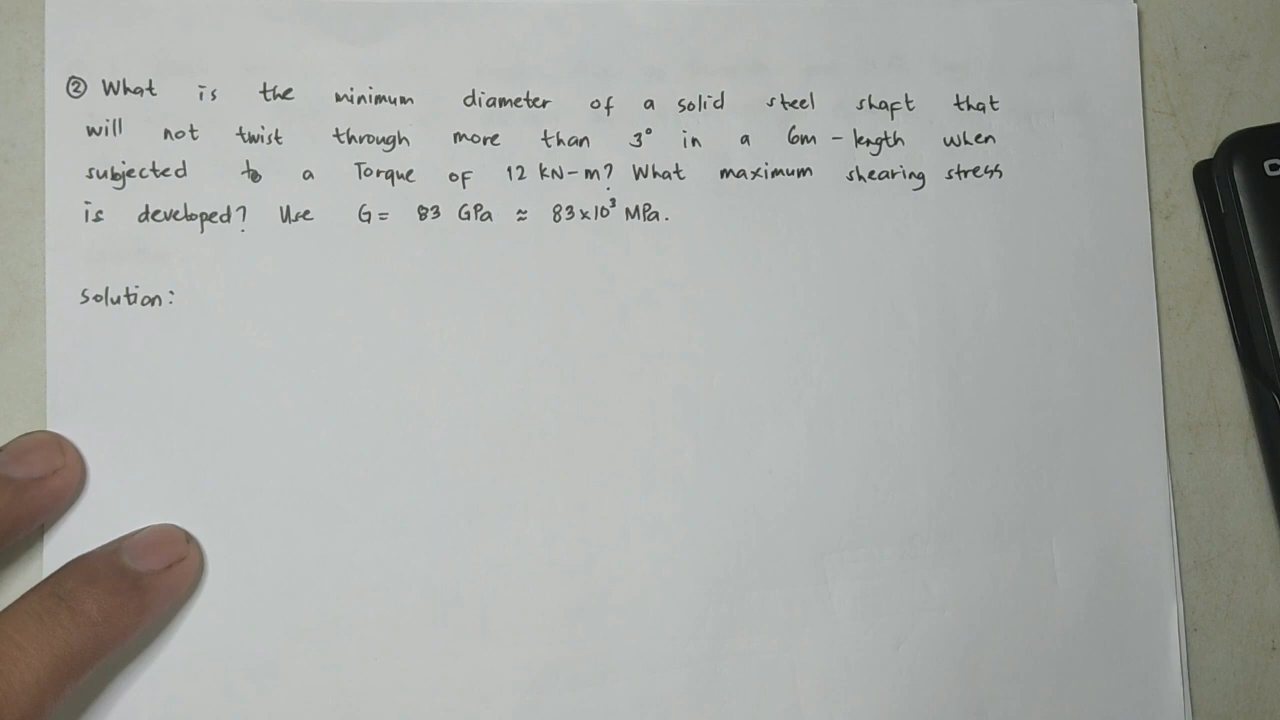 ② What is the minimum diameter of a solid steel shaft that
will not twist through more than 3° in a 6m - length when
subjected to a Torque of 12 kN-m? What maximum shearing stress
is developed? Use G = 83 GPa ≈ 83x10³ MPa.
Solution: